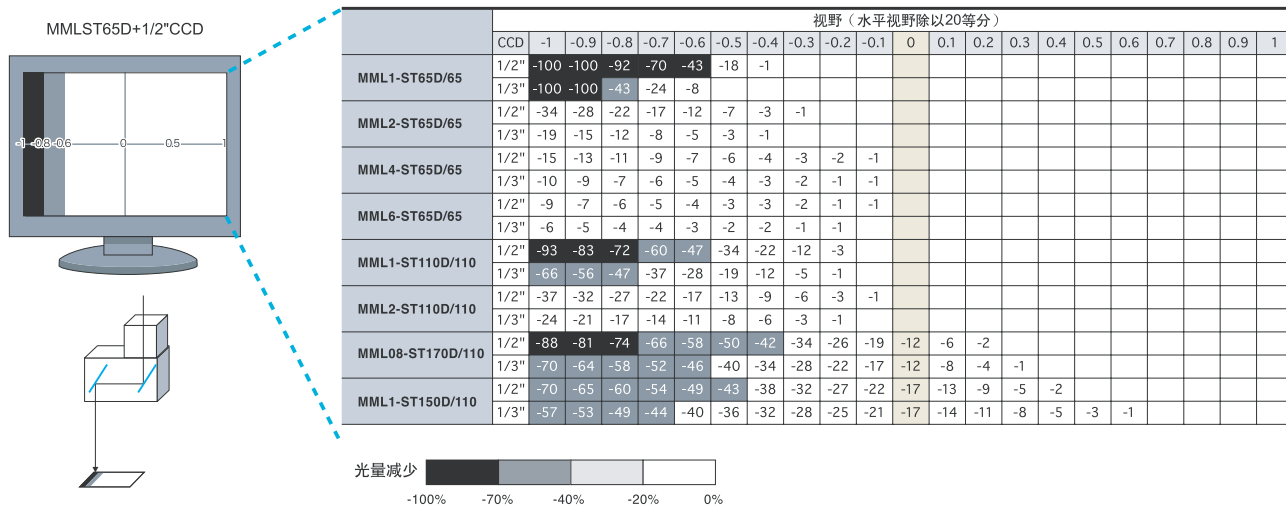 MMLST65D+1/2"CCD
-1 -0.8 -0.6 0 0.5 1
视野（水平视野除以20等分）
CCD -1 -0.9 -0.8 -0.7 -0.6 -0.5 -0.4 -0.3 -0.2 -0.1 0 0.1 0.2 0.3 0.4 0.5 0.6 0.7 0.8 0.9 1
MML1-ST65D/65
1/2" -100 -100 -92 -70 -43 -18 -1
1/3" -100 -100 -43 -24 -8
MML2-ST65D/65
1/2" -34 -28 -22 -17 -12 -7 -3 -1
1/3" -19 -15 -12 -8 -5 -3 -1
MML4-ST65D/65
1/2" -15 -13 -11 -9 -7 -6 -4 -3 -2 -1
1/3" -10 -9 -7 -6 -5 -4 -3 -2 -1 -1
MML6-ST65D/65
1/2" -9 -7 -6 -5 -4 -3 -3 -2 -1 -1
1/3" -6 -5 -4 -4 -3 -2 -2 -1 -1
MML1-ST110D/110
1/2" -93 -83 -72 -60 -47 -34 -22 -12 -3
1/3" -66 -56 -47 -37 -28 -19 -12 -5 -1
MML2-ST110D/110
1/2" -37 -32 -27 -22 -17 -13 -9 -6 -3 -1
1/3" -24 -21 -17 -14 -11 -8 -6 -3 -1
MML08-ST170D/110
1/2" -88 -81 -74 -66 -58 -50 -42 -34 -26 -19 -12 -6 -2
1/3" -70 -64 -58 -52 -46 -40 -34 -28 -22 -17 -12 -8 -4 -1
MML1-ST150D/110
1/2" -70 -65 -60 -54 -49 -43 -38 -32 -27 -22 -17 -13 -9 -5 -2
1/3" -57 -53 -49 -44 -40 -36 -32 -28 -25 -21 -17 -14 -11 -8 -5 -3 -1
光量减少
-100% -70% -40% -20% 0%